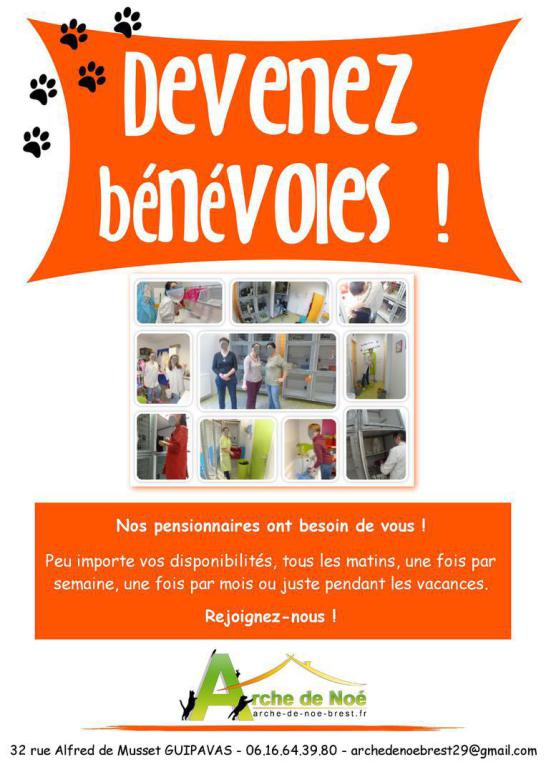 Devenez
bénévoles !
Nos pensionnaires ont besoin de vous !
Peu importe vos disponibilités, tous les matins, une fois par
semaine, une fois par mois ou juste pendant les vacances.
Rejoignez-nous !
Arche de Noé
arche-de-noe-brest.fr
32 rue Alfred de Musset GUIPAVAS - 06.16.64.39.80 - archedenoebrest29@gmail.com